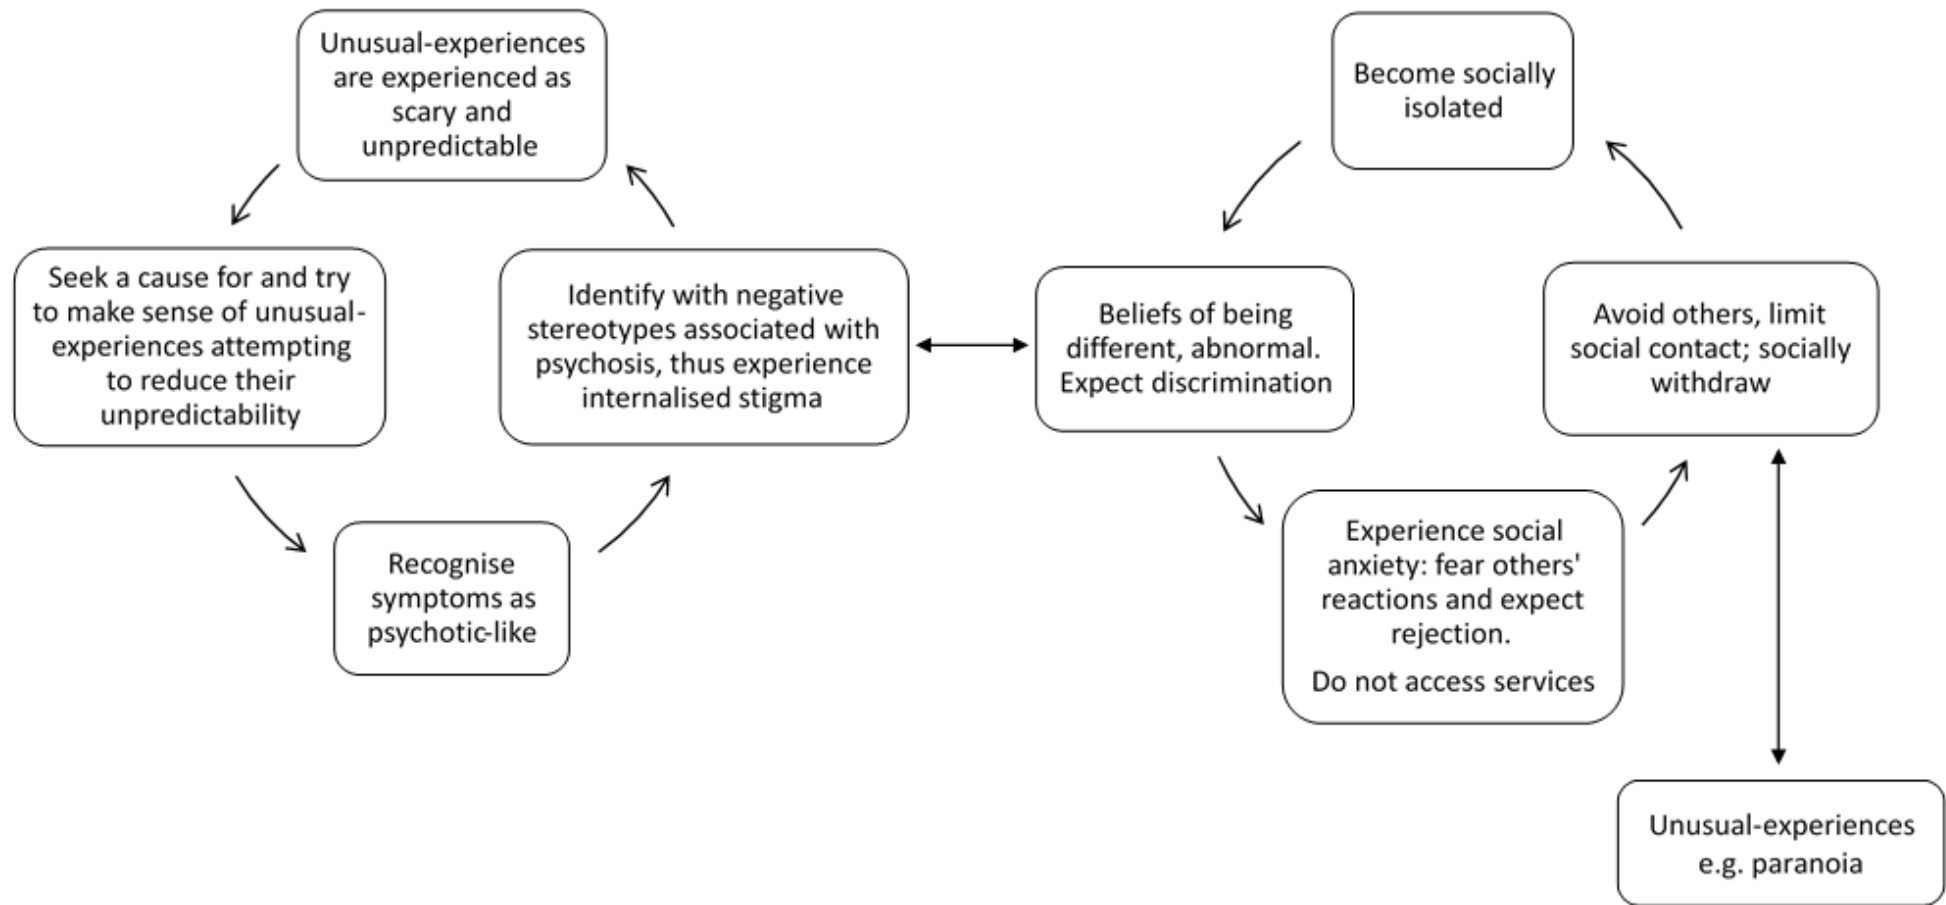 Unusual-experiences
are experienced as
scary and
unpredictable
Seek a cause for and try
to make sense of unusual-
experiences attempting
to reduce their
unpredictability
Recognise
symptoms as
psychotic-like
Identify with negative
stereotypes associated with
psychosis, thus experience
internalised stigma
Become socially
isolated
Beliefs of being
different, abnormal.
Expect discrimination
Experience social
anxiety: fear others'
reactions and expect
rejection.
Do not access services
Avoid others, limit
social contact; socially
withdraw
Unusual-experiences
e.g. paranoia